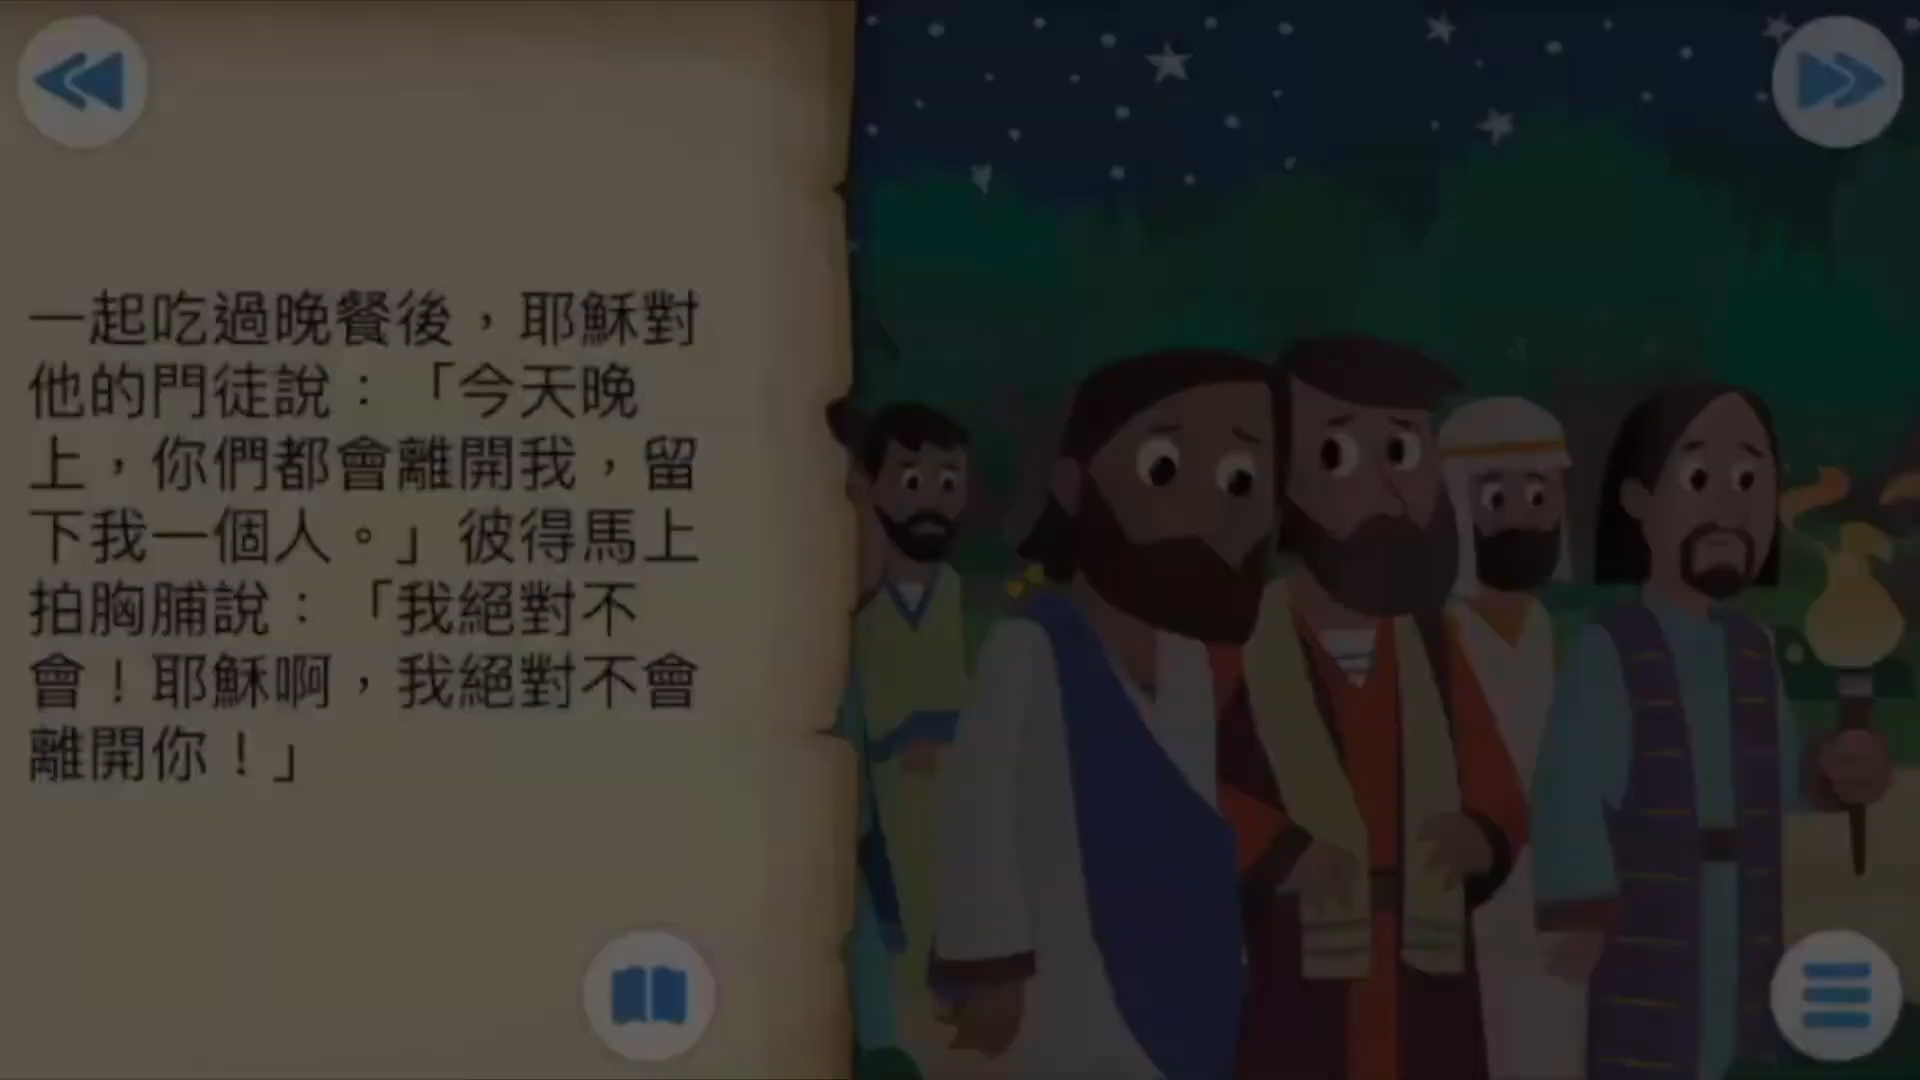 一起吃過晚餐後，耶穌對
他的門徒說：「今天晚
上，你們都會離開我，留
下我一個人。」彼得馬上
拍胸脯說：「我絕對不
會！耶穌啊，我絕對不會
離開你！」